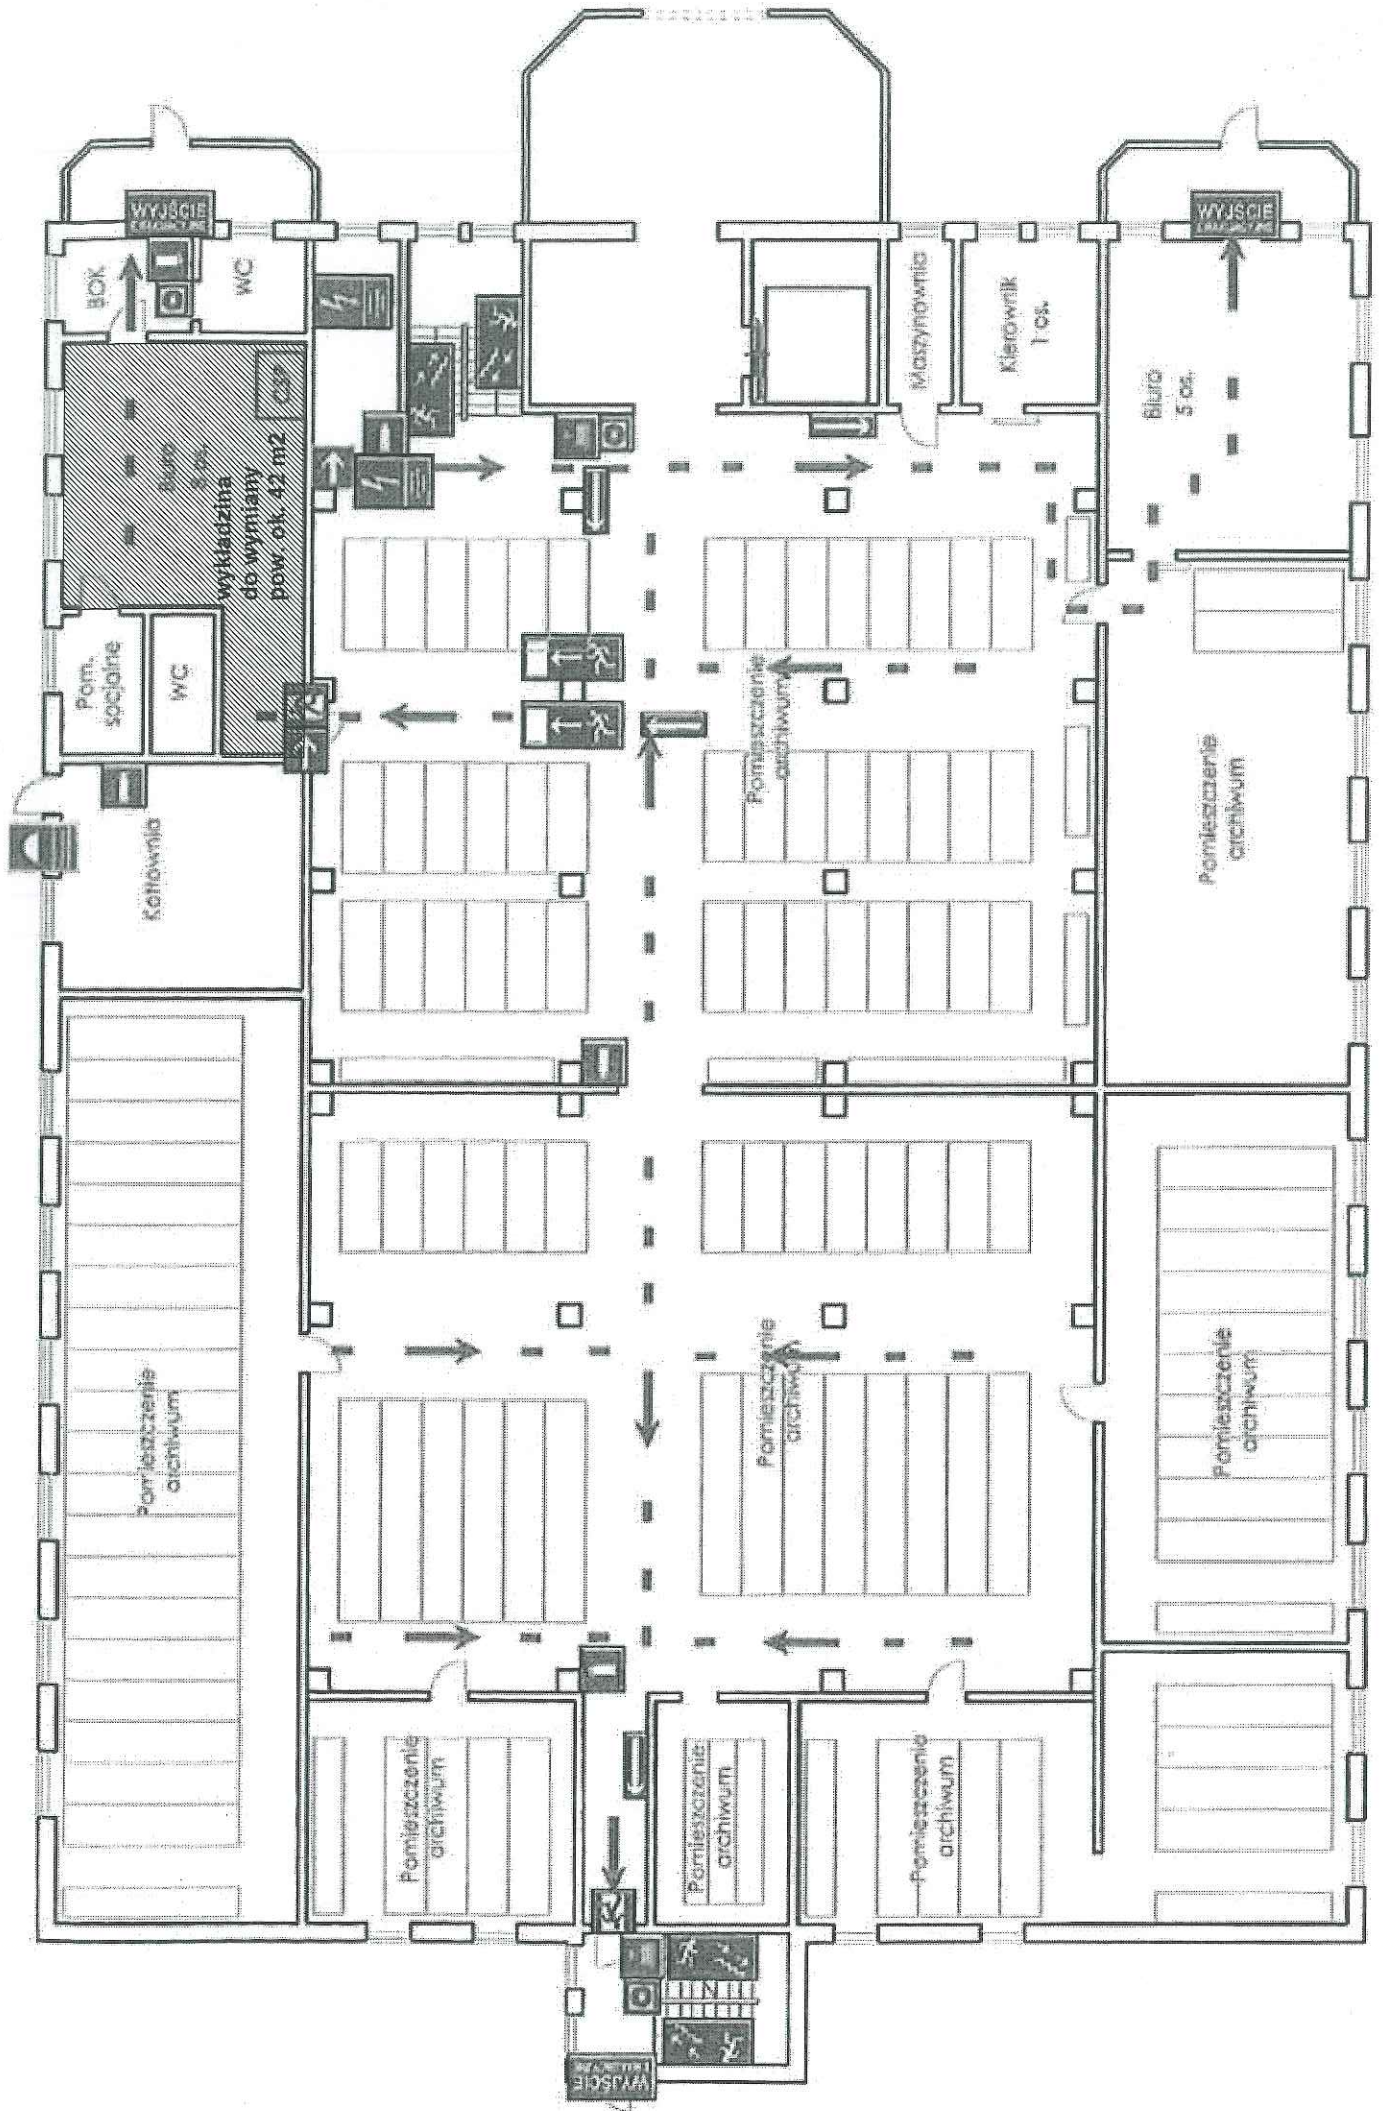 WYJŚCIE
WYJŚCIE
BOK
WC
Maszynownia
Kierownik
1 os.
Biuro
5 os.
Biuro
8 os.
CSP
wykładzina
do wymiany
pow. ok. 42 m2
Pom.
socjalne
WC
Kotłownia
Pomieszczenie
archiwum
Pomieszczenie
archiwum
Pomieszczenie
archiwum
Pomieszczenie
archiwum
Pomieszczenie
archiwum
Pomieszczenie
archiwum
Pomieszczenie
archiwum
Pomieszczenie
archiwum
WYJŚCIE